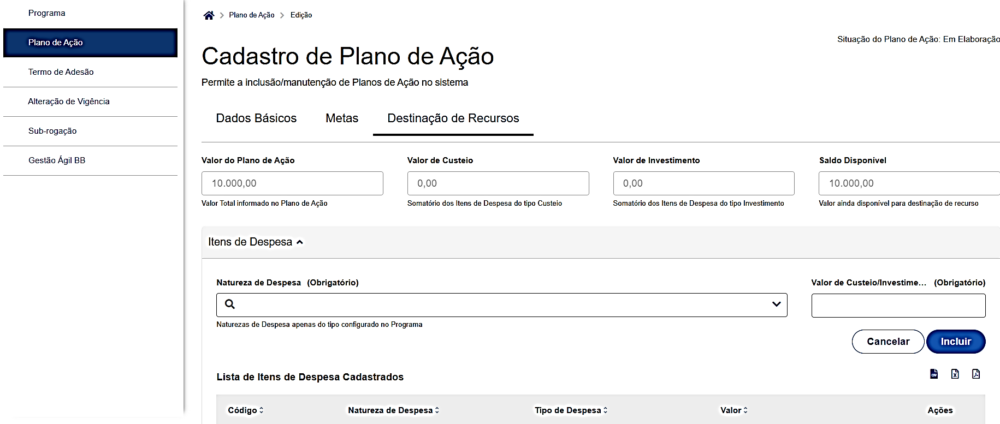 Programa
Plano de Ação
Termo de Adesão
Alteração de Vigência
Sub-rogação
Gestão Ágil BB
Plano de Ação Edição
Situação do Plano de Ação: Em Elaboração
Cadastro de Plano de Ação
Permite a inclusão/manutenção de Planos de Ação no sistema
Dados Básicos Metas Destinação de Recursos
Valor do Plano de Ação Valor de Custeio Valor de Investimento Saldo Disponível
10.000,00 0,00 0,00 10.000,00
Valor Total informado no Plano de Ação Somatório dos Itens de Despesa do tipo Custeio Somatório dos Itens de Despesa do tipo Investimento Valor ainda disponível para destinação de recurso
Itens de Despesa
Natureza de Despesa (Obrigatório) Valor de Custeio/Investime... (Obrigatório)
Naturezas de Despesa apenas do tipo configurado no Programa
Cancelar Incluir
Lista de Itens de Despesa Cadastrados
Código Natureza de Despesa Tipo de Despesa Valor Ações